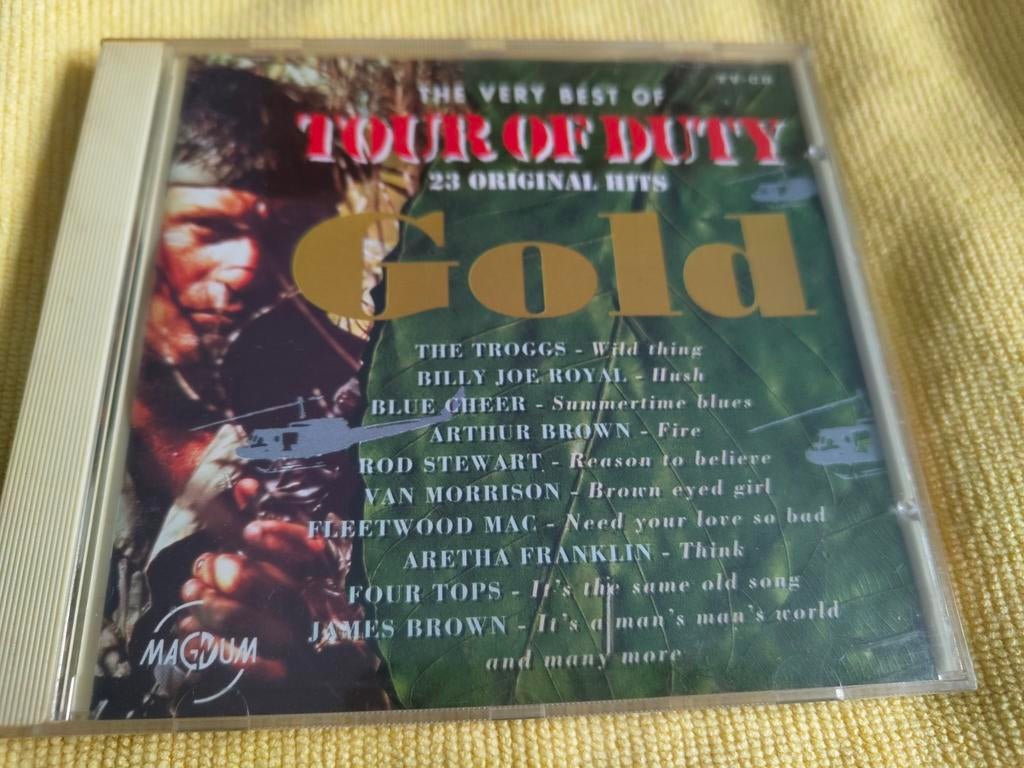 TV-CD
THE VERY BEST OF
TOUR OF DUTY
23 ORIGINAL HITS
Gold
THE TROGGS - Wild thing
BILLY JOE ROYAL - Hush
BLUE CHEER - Summertime blues
ARTHUR BROWN - Fire
ROD STEWART - Reason to believe
VAN MORRISON - Brown eyed girl
FLEETWOOD MAC - Need your love so bad
ARETHA FRANKLIN - Think
FOUR TOPS - It's the same old song
JAMES BROWN - It's a man's man's world
and many more
MAGNUM